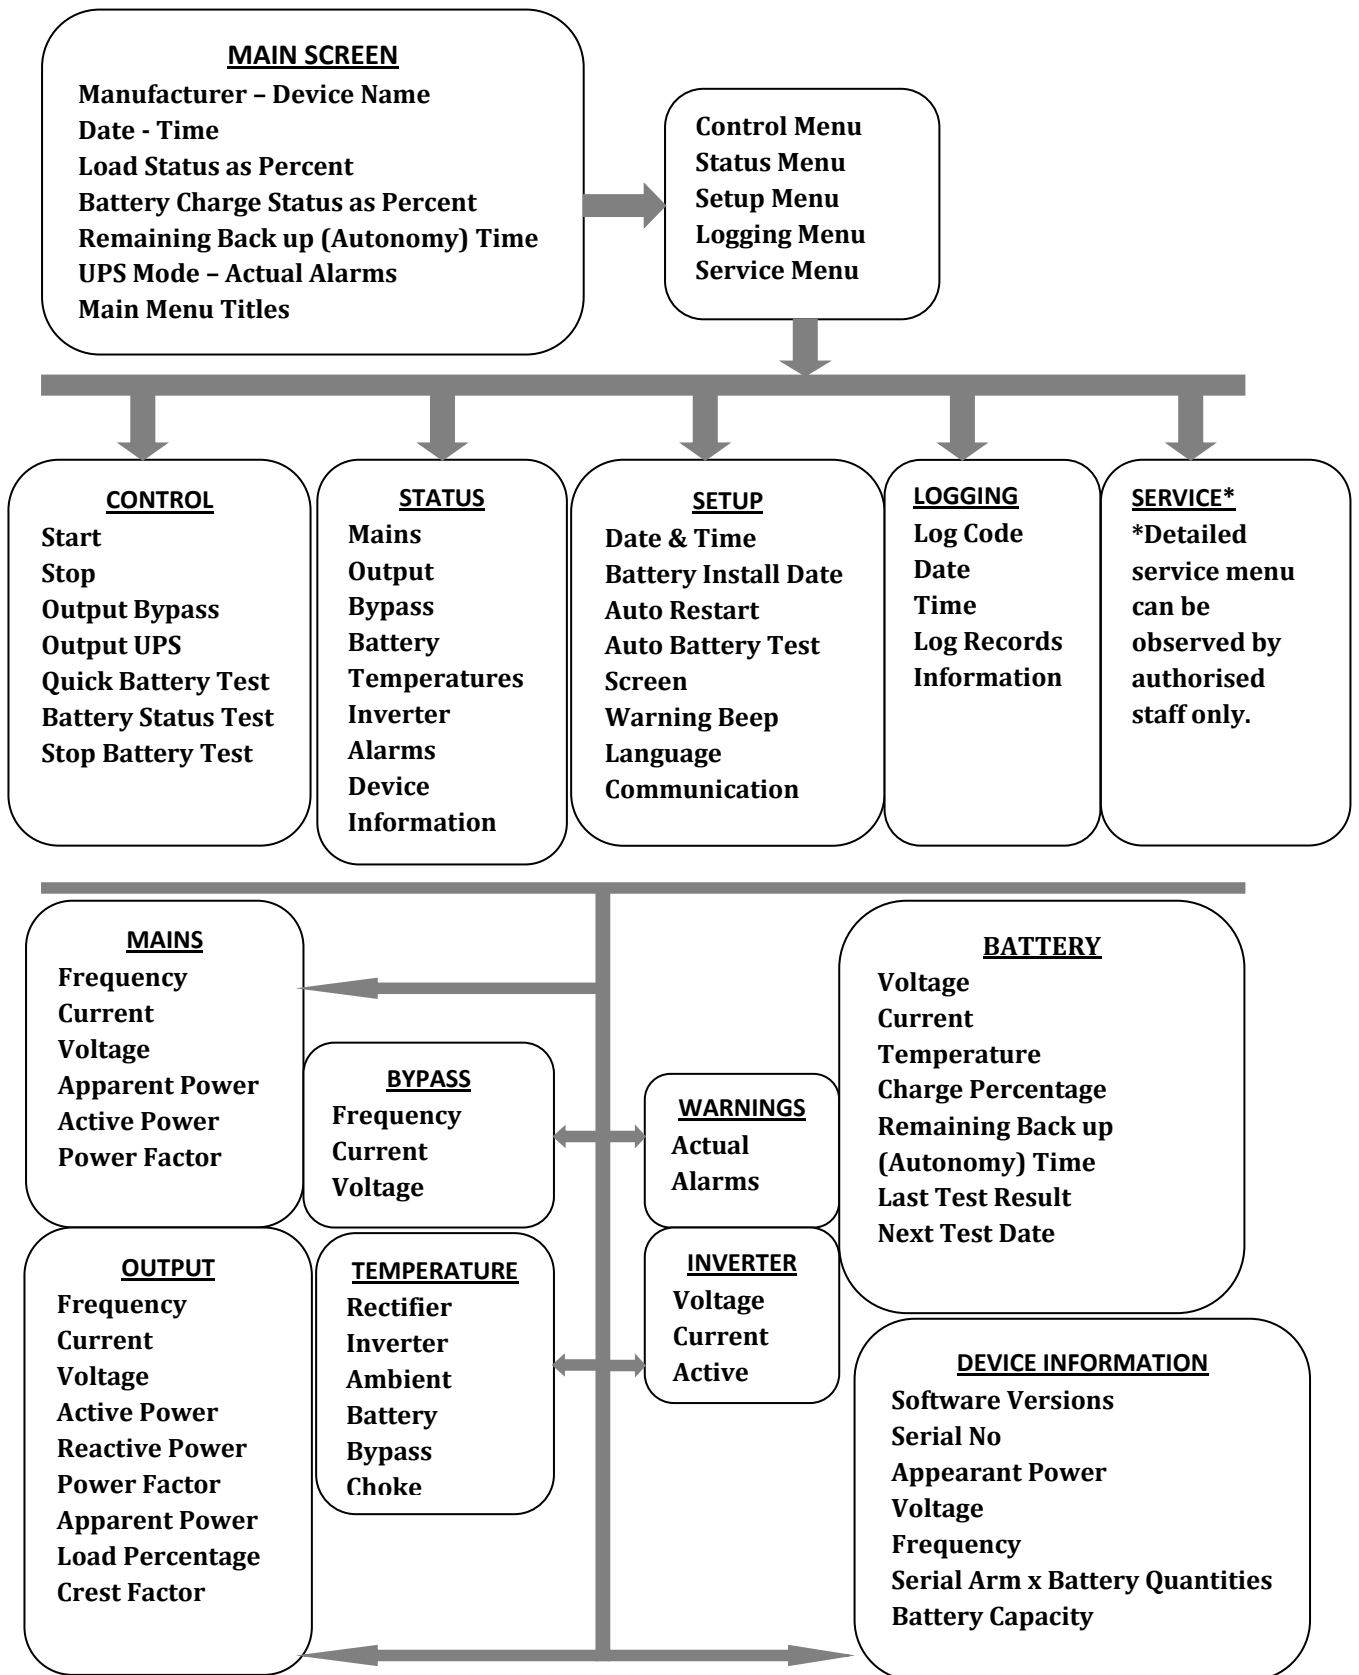 MAIN SCREEN
Manufacturer – Device Name
Date - Time
Load Status as Percent
Battery Charge Status as Percent
Remaining Back up (Autonomy) Time
UPS Mode – Actual Alarms
Main Menu Titles
Control Menu
Status Menu
Setup Menu
Logging Menu
Service Menu
CONTROL
Start
Stop
Output Bypass
Output UPS
Quick Battery Test
Battery Status Test
Stop Battery Test
STATUS
Mains
Output
Bypass
Battery
Temperatures
Inverter
Alarms
Device
Information
SETUP
Date & Time
Battery Install Date
Auto Restart
Auto Battery Test
Screen
Warning Beep
Language
Communication
LOGGING
Log Code
Date
Time
Log Records
Information
SERVICE*
*Detailed
service menu
can be
observed by
authorised
staff only.
MAINS
Frequency
Current
Voltage
Apparent Power
Active Power
Power Factor
BYPASS
Frequency
Current
Voltage
WARNINGS
Actual
Alarms
BATTERY
Voltage
Current
Temperature
Charge Percentage
Remaining Back up
(Autonomy) Time
Last Test Result
Next Test Date
OUTPUT
Frequency
Current
Voltage
Active Power
Reactive Power
Power Factor
Apparent Power
Load Percentage
Crest Factor
TEMPERATURE
Rectifier
Inverter
Ambient
Battery
Bypass
Choke
INVERTER
Voltage
Current
Active
DEVICE INFORMATION
Software Versions
Serial No
Appearant Power
Voltage
Frequency
Serial Arm x Battery Quantities
Battery Capacity